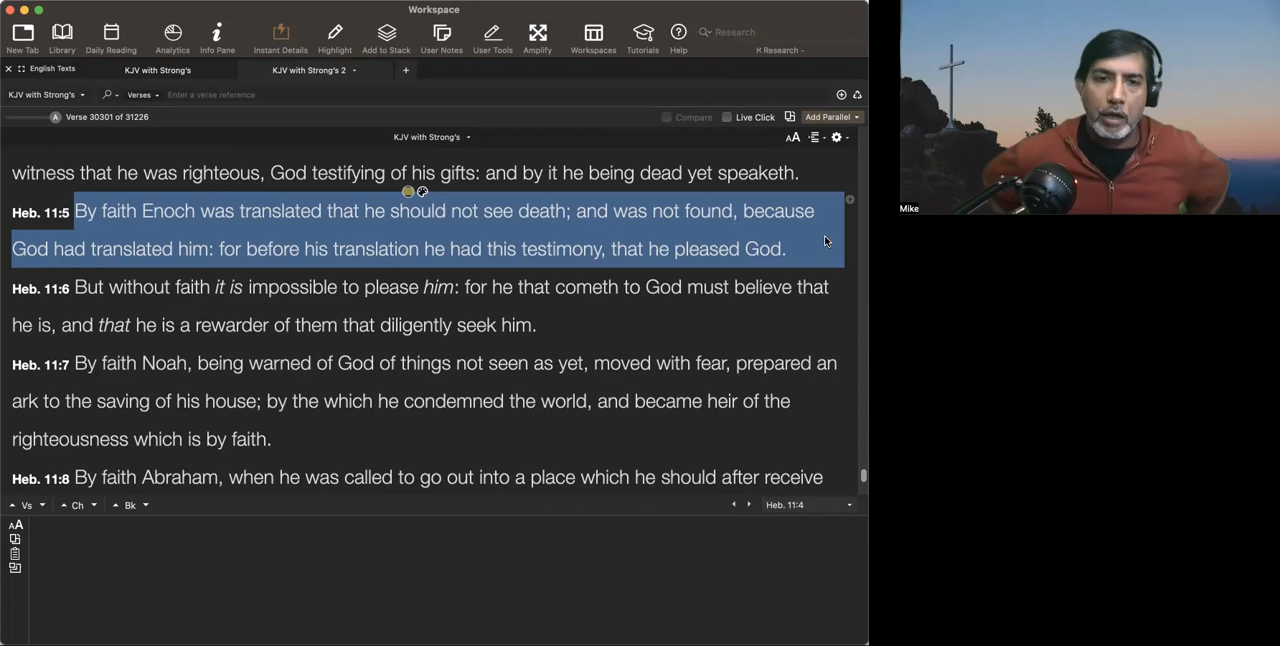 Workspace
New Tab Library Daily Reading Analytics Info Pane Instant Details Highlight Add to Stack User Notes User Tools Amplify Workspaces Tutorials Help Research
K Research -
English Texts KJV with Strong's KJV with Strong's 2 +
KJV with Strong's Verses Enter a verse reference
A Verse 30301 of 31226 Compare Live Click Add Parallel
KJV with Strong's AA
witness that he was righteous, God testifying of his gifts: and by it he being dead yet speaketh.
Heb. 11:5 By faith Enoch was translated that he should not see death; and was not found, because
God had translated him: for before his translation he had this testimony, that he pleased God.
Heb. 11:6 But without faith it is impossible to please him: for he that cometh to God must believe that
he is, and that he is a rewarder of them that diligently seek him.
Heb. 11:7 By faith Noah, being warned of God of things not seen as yet, moved with fear, prepared an
ark to the saving of his house; by the which he condemned the world, and became heir of the
righteousness which is by faith.
Heb. 11:8 By faith Abraham, when he was called to go out into a place which he should after receive
Vs Ch Bk Heb. 11:4
AA
Mike